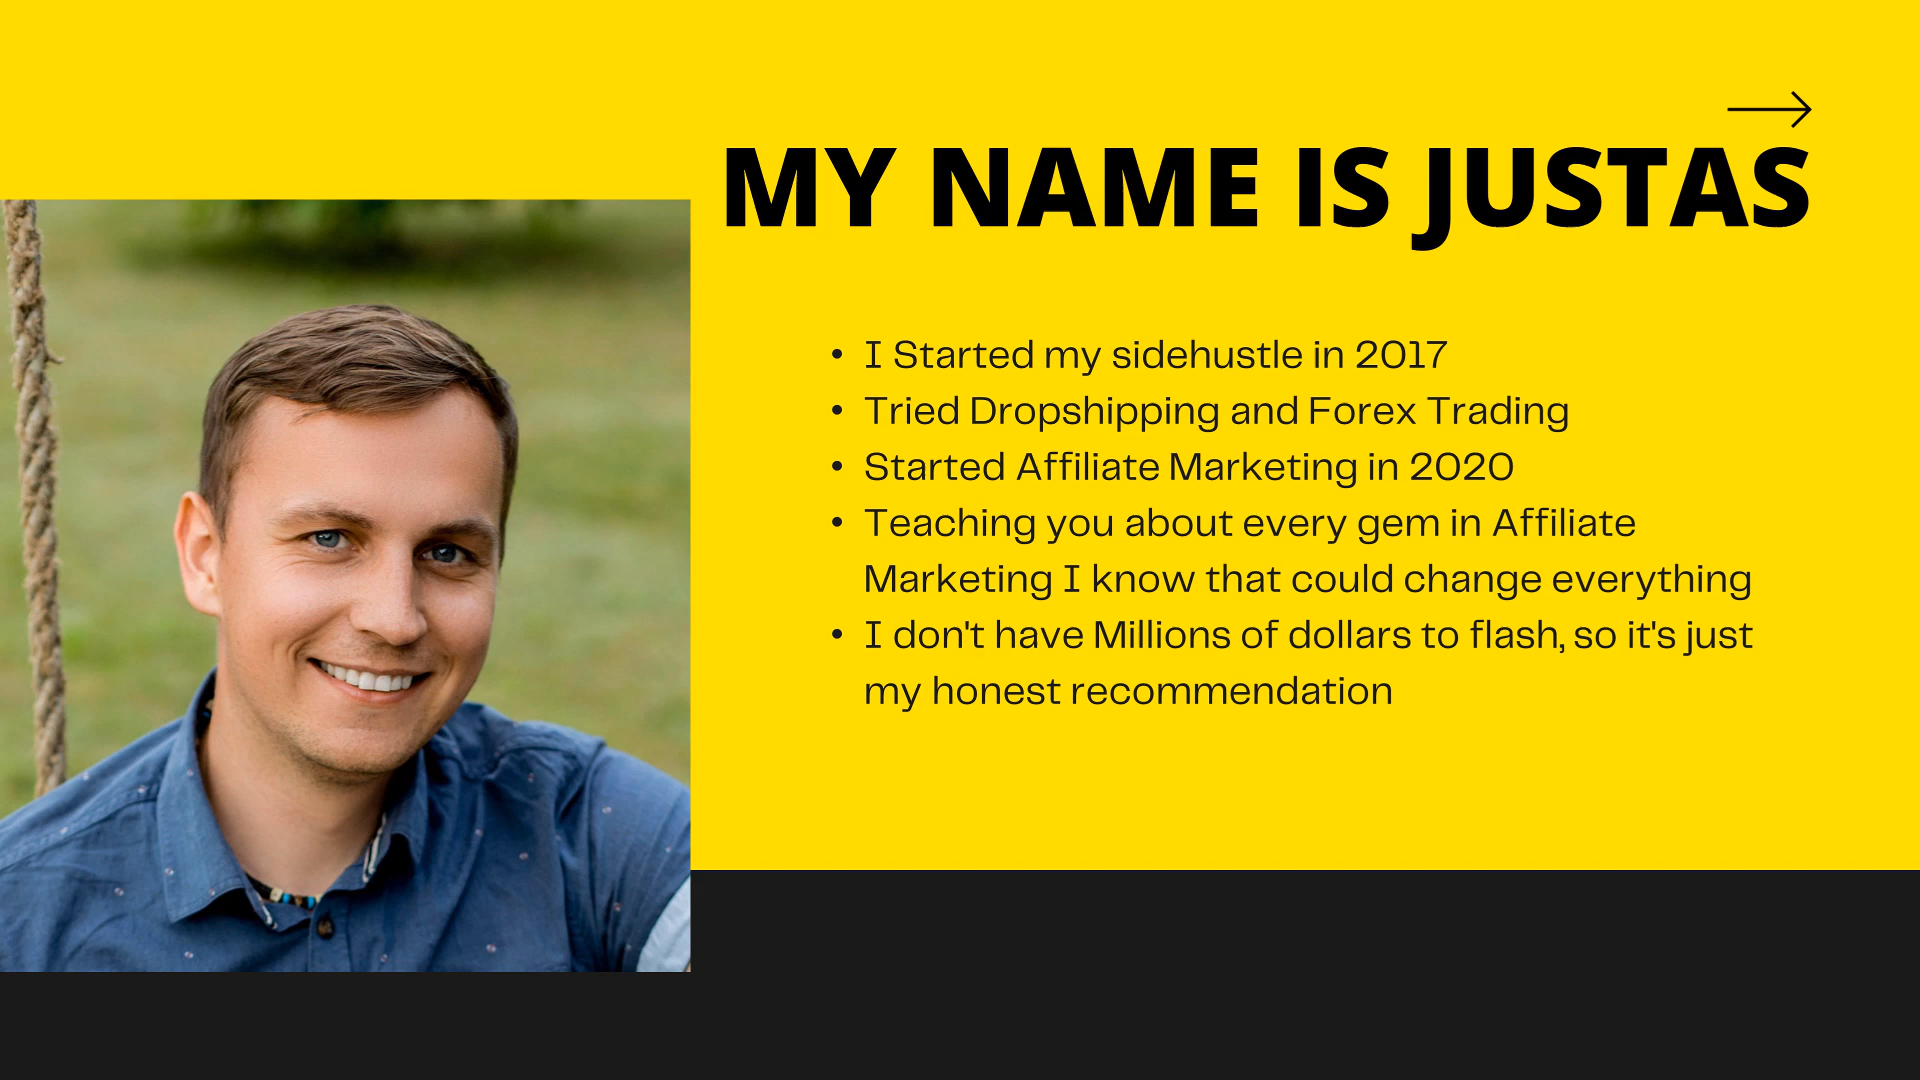 MY NAME IS JUSTAS
• I Started my sidehustle in 2017
• Tried Dropshipping and Forex Trading
• Started Affiliate Marketing in 2020
• Teaching you about every gem in Affiliate
Marketing I know that could change everything
• I don't have Millions of dollars to flash, so it's just
my honest recommendation